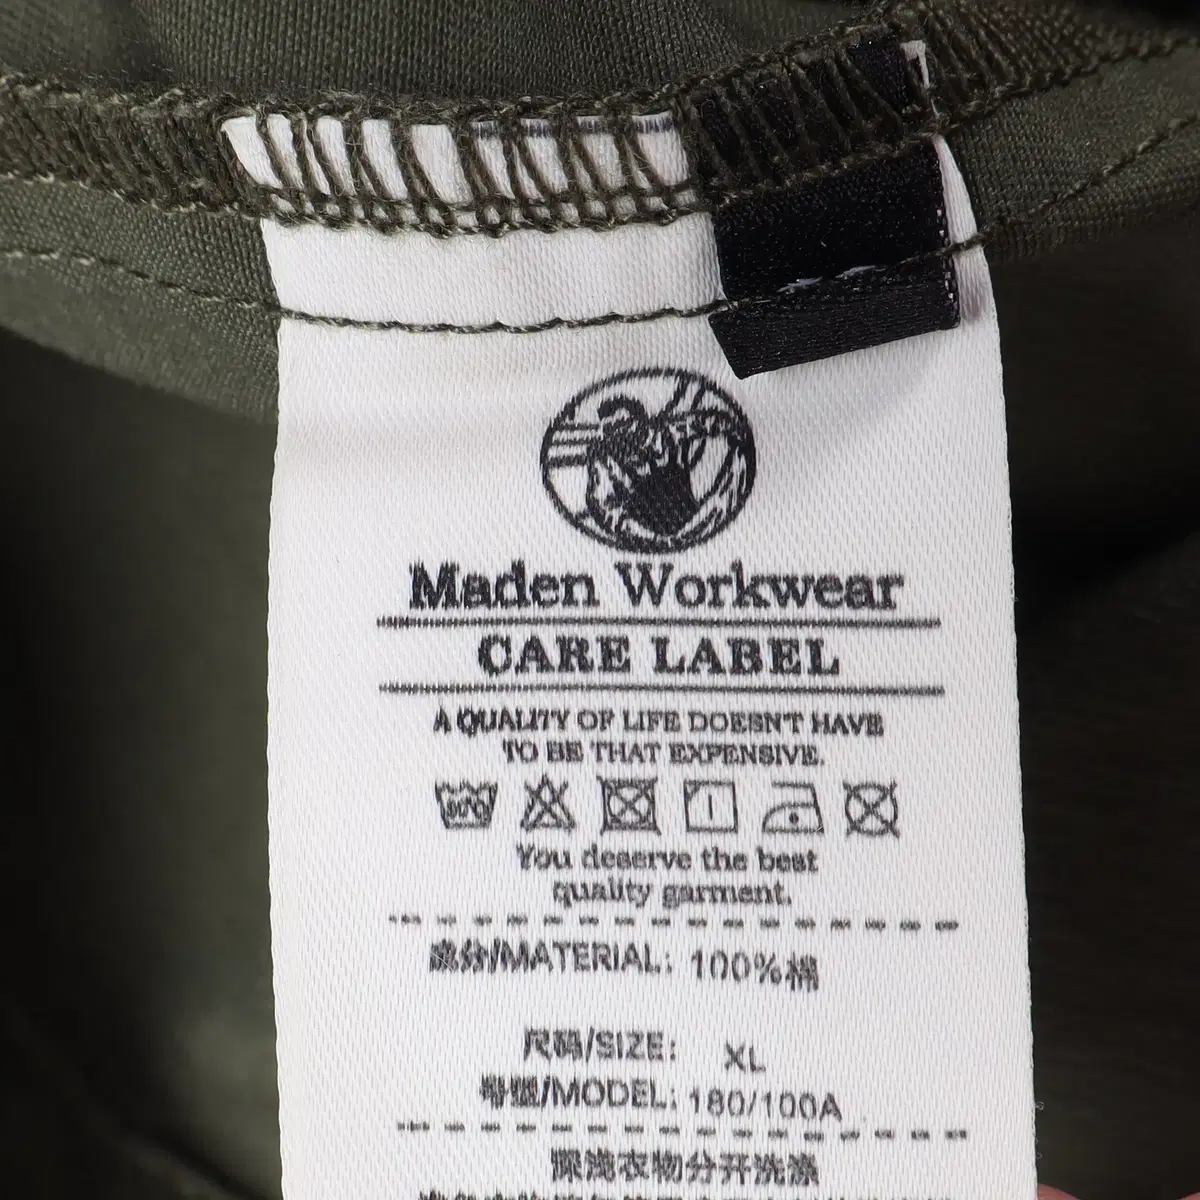 Maden Workwear
CARE LABEL
A QUALITY OF LIFE DOESN'T HAVE
TO BE THAT EXPENSIVE.
You deserve the best
quality garment.
成分/MATERIAL: 100%棉
尺码/SIZE: XL
号型/MODEL: 180/100A
深浅衣物分开洗涤